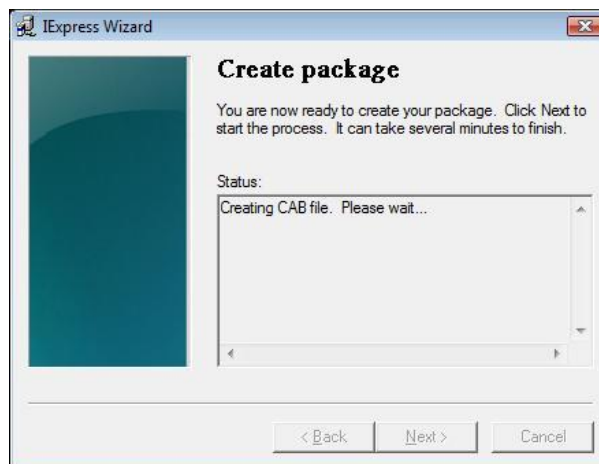 IExpress Wizard
Create package
You are now ready to create your package.  Click Next to
start the process.  It can take several minutes to finish.
Status:
Creating CAB file.  Please wait...
< Back
Next >
Cancel